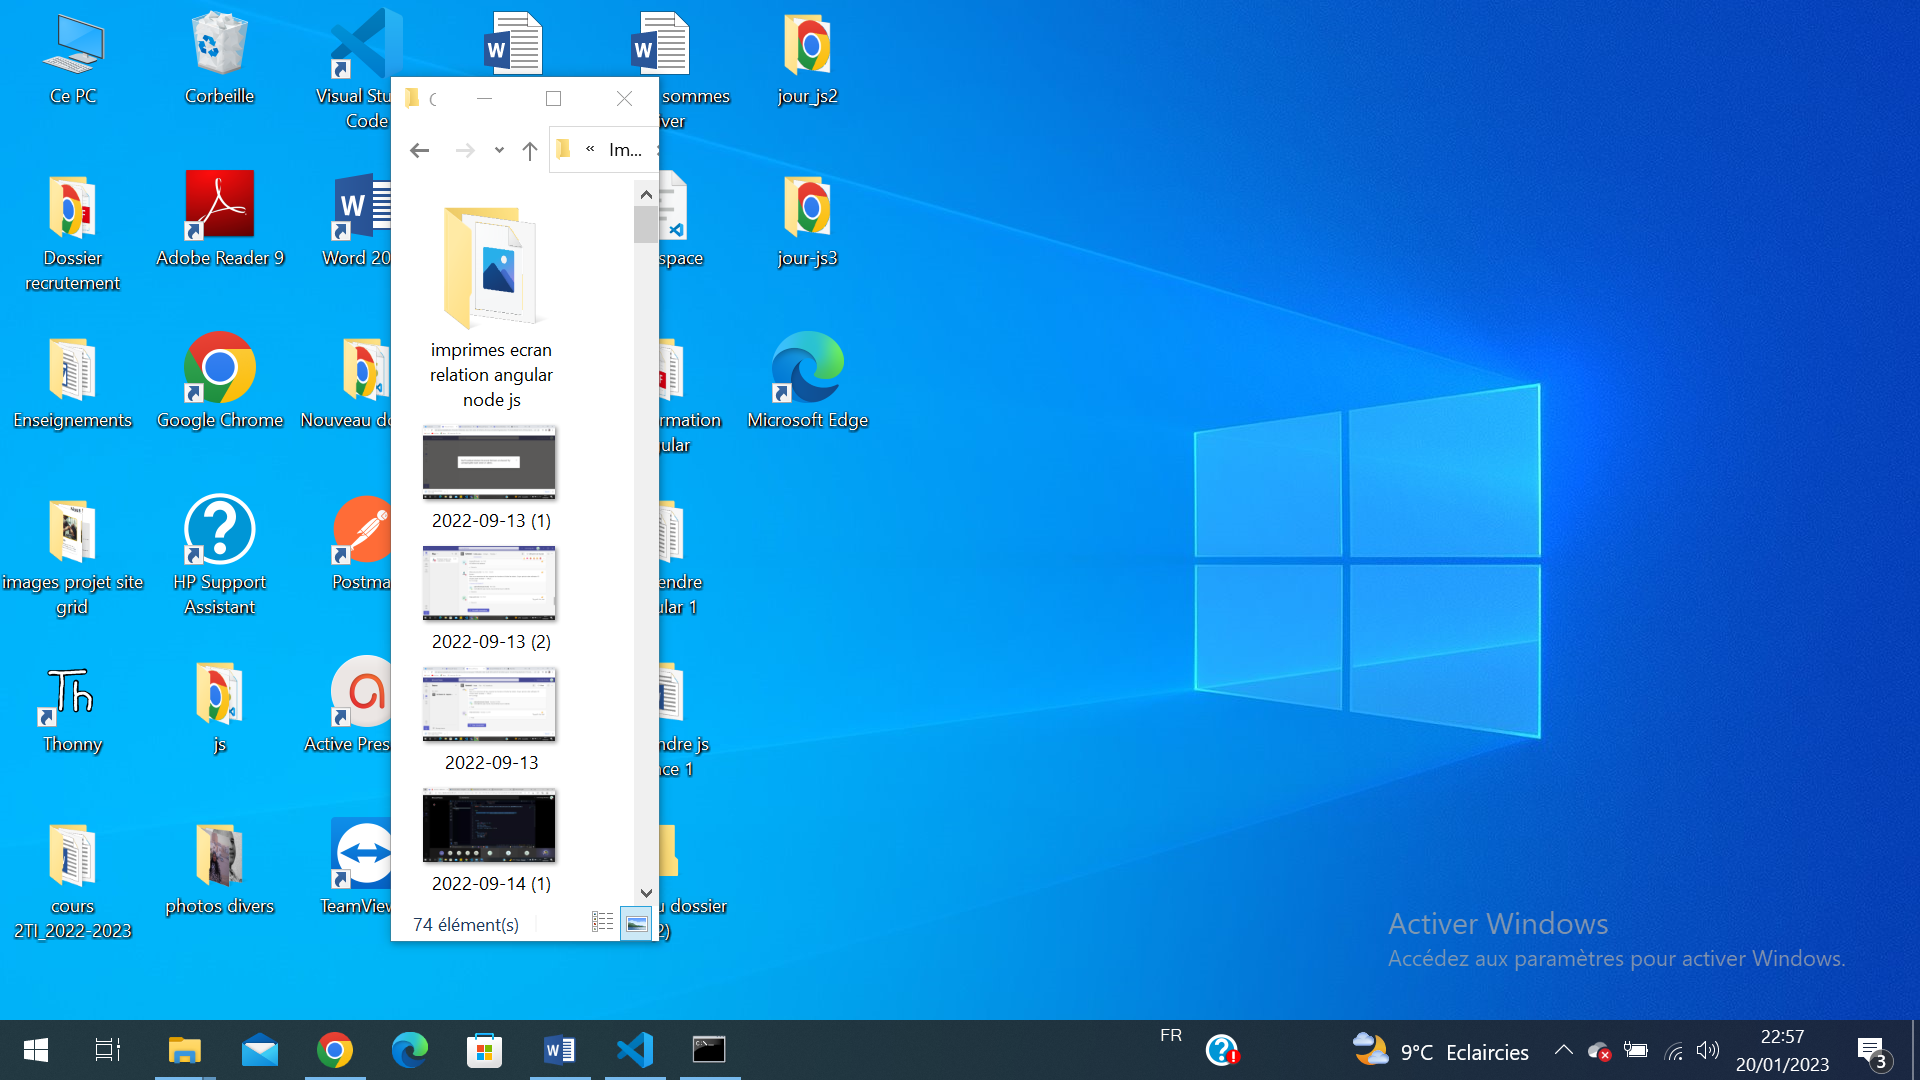 Ce PC
Corbeille
Visual Stu
Code
sommes
iver
jour_js2
Im...
Dossier
recrutement
Adobe Reader 9
Word 20
space
jour-js3
imprimes ecran
relation angular
node js
Enseignements
Google Chrome
Nouveau do
rmation
ular
Microsoft Edge
2022-09-13 (1)
images projet site
grid
HP Support
Assistant
Postma
endre
ular 1
2022-09-13 (2)
Th
Thonny
js
Active Pres
ndre js
nce 1
2022-09-13
2022-09-14 (1)
cours
2TI_2022-2023
photos divers
TeamView
u dossier
2)
74 élément(s)
Activer Windows
Accédez aux paramètres pour activer Windows.
FR
9°C Eclaircies
22:57
20/01/2023
3